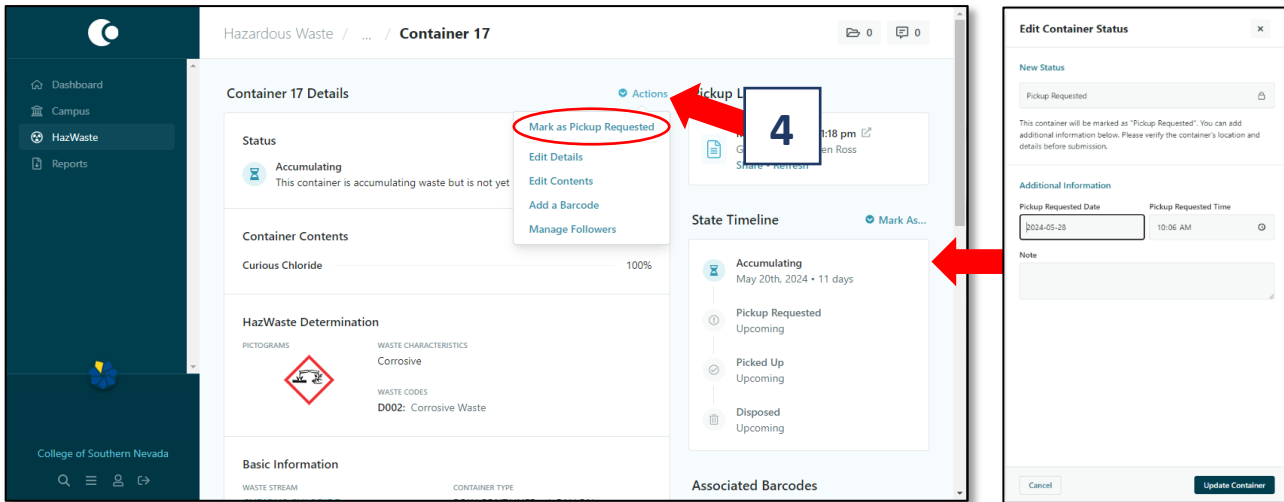 Hazardous Waste / ... / Container 17
0
0
Dashboard
Campus
HazWaste
Reports
College of Southern Nevada
Container 17 Details
Actions
Mark as Pickup Requested
Edit Details
Edit Contents
Add a Barcode
Manage Followers
Status
Accumulating
This container is accumulating waste but is not yet
Container Contents
Curious Chloride 100%
HazWaste Determination
PICTOGRAMS
WASTE CHARACTERISTICS
Corrosive
WASTE CODES
D002: Corrosive Waste
Basic Information
WASTE STREAM
CONTAINER TYPE
4
Pickup
1:18 pm
en Ross
Share • Refresh
State Timeline
Mark As...
Accumulating
May 20th, 2024 • 11 days
Pickup Requested
Upcoming
Picked Up
Upcoming
Disposed
Upcoming
Associated Barcodes
Edit Container Status
×
New Status
Pickup Requested
This container will be marked as "Pickup Requested". You can add
additional information below. Please verify the container's location and
details before submission.
Additional Information
Pickup Requested Date Pickup Requested Time
2024-05-28 10:06 AM
Note
Cancel Update Container